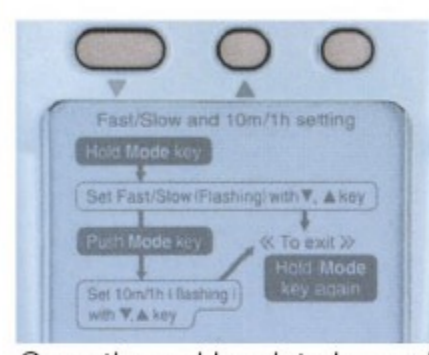 ▼ ▲
Fast/Slow and 10m/1h setting
Hold Mode key
Set Fast/Slow (Flashing) with ▼, ▲ key
Push Mode key
« To exit »
Hold Mode
key again
Set 10m/1h ( flashing )
with ▼, ▲ key